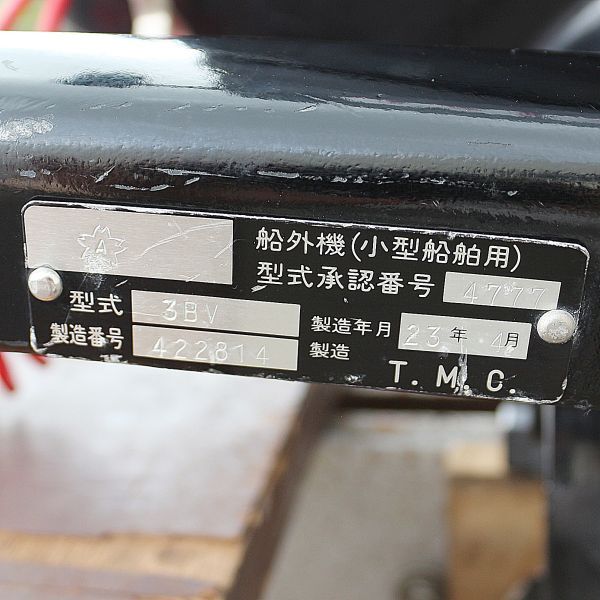 A
船外機(小型船舶用)
型式承認番号 4777
型式 3BV
製造年月 23年 4月
製造番号 422814
製造 T.M.C.